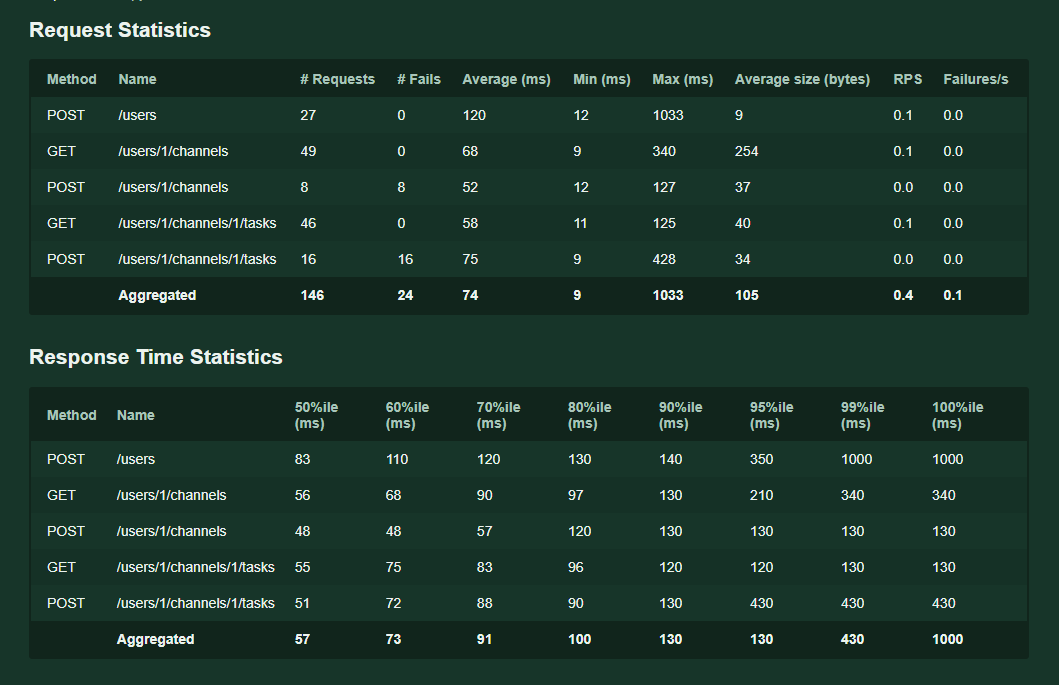 Request Statistics
Method Name # Requests # Fails Average (ms) Min (ms) Max (ms) Average size (bytes) RPS Failures/s
POST /users 27 0 120 12 1033 9 0.1 0.0
GET /users/1/channels 49 0 68 9 340 254 0.1 0.0
POST /users/1/channels 8 8 52 12 127 37 0.0 0.0
GET /users/1/channels/1/tasks 46 0 58 11 125 40 0.1 0.0
POST /users/1/channels/1/tasks 16 16 75 9 428 34 0.0 0.0
Aggregated 146 24 74 9 1033 105 0.4 0.1
Response Time Statistics
Method Name 50%ile (ms) 60%ile (ms) 70%ile (ms) 80%ile (ms) 90%ile (ms) 95%ile (ms) 99%ile (ms) 100%ile (ms)
POST /users 83 110 120 130 140 350 1000 1000
GET /users/1/channels 56 68 90 97 130 210 340 340
POST /users/1/channels 48 48 57 120 130 130 130 130
GET /users/1/channels/1/tasks 55 75 83 96 120 120 130 130
POST /users/1/channels/1/tasks 51 72 88 90 130 430 430 430
Aggregated 57 73 91 100 130 130 430 1000